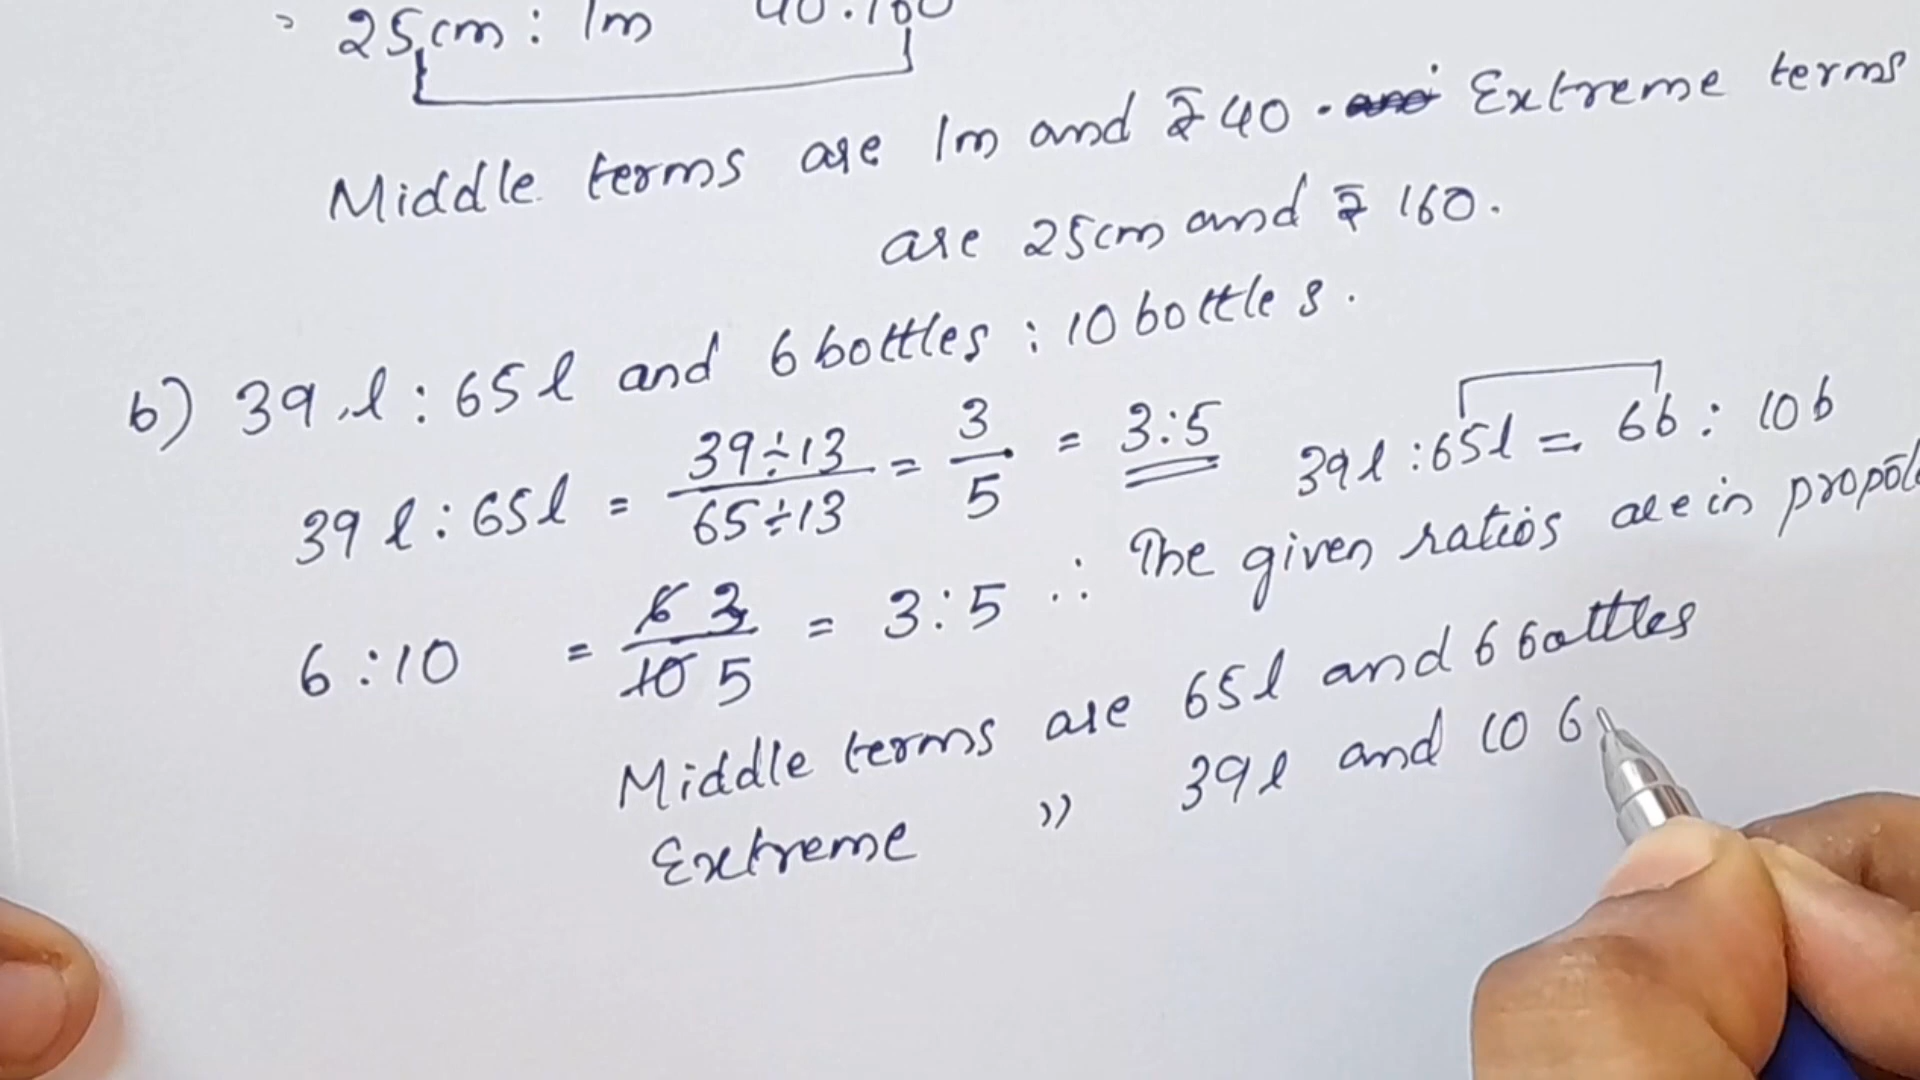 25cm : 1m 40:160
Middle terms are 1m and ₹40. Extreme terms
are 25cm and ₹160.
b) 39 l : 65 l and 6 bottles : 10 bottles.
39 l : 65 l = 39÷13/65÷13 = 3/5 = 3:5
39 l : 65 l = 6b : 10b
6 : 10 = 6 3/10 5 = 3:5 ∴ The given ratios are in
Middle terms are 65 l and 6 bottles
Extreme " 39 l and 10 6